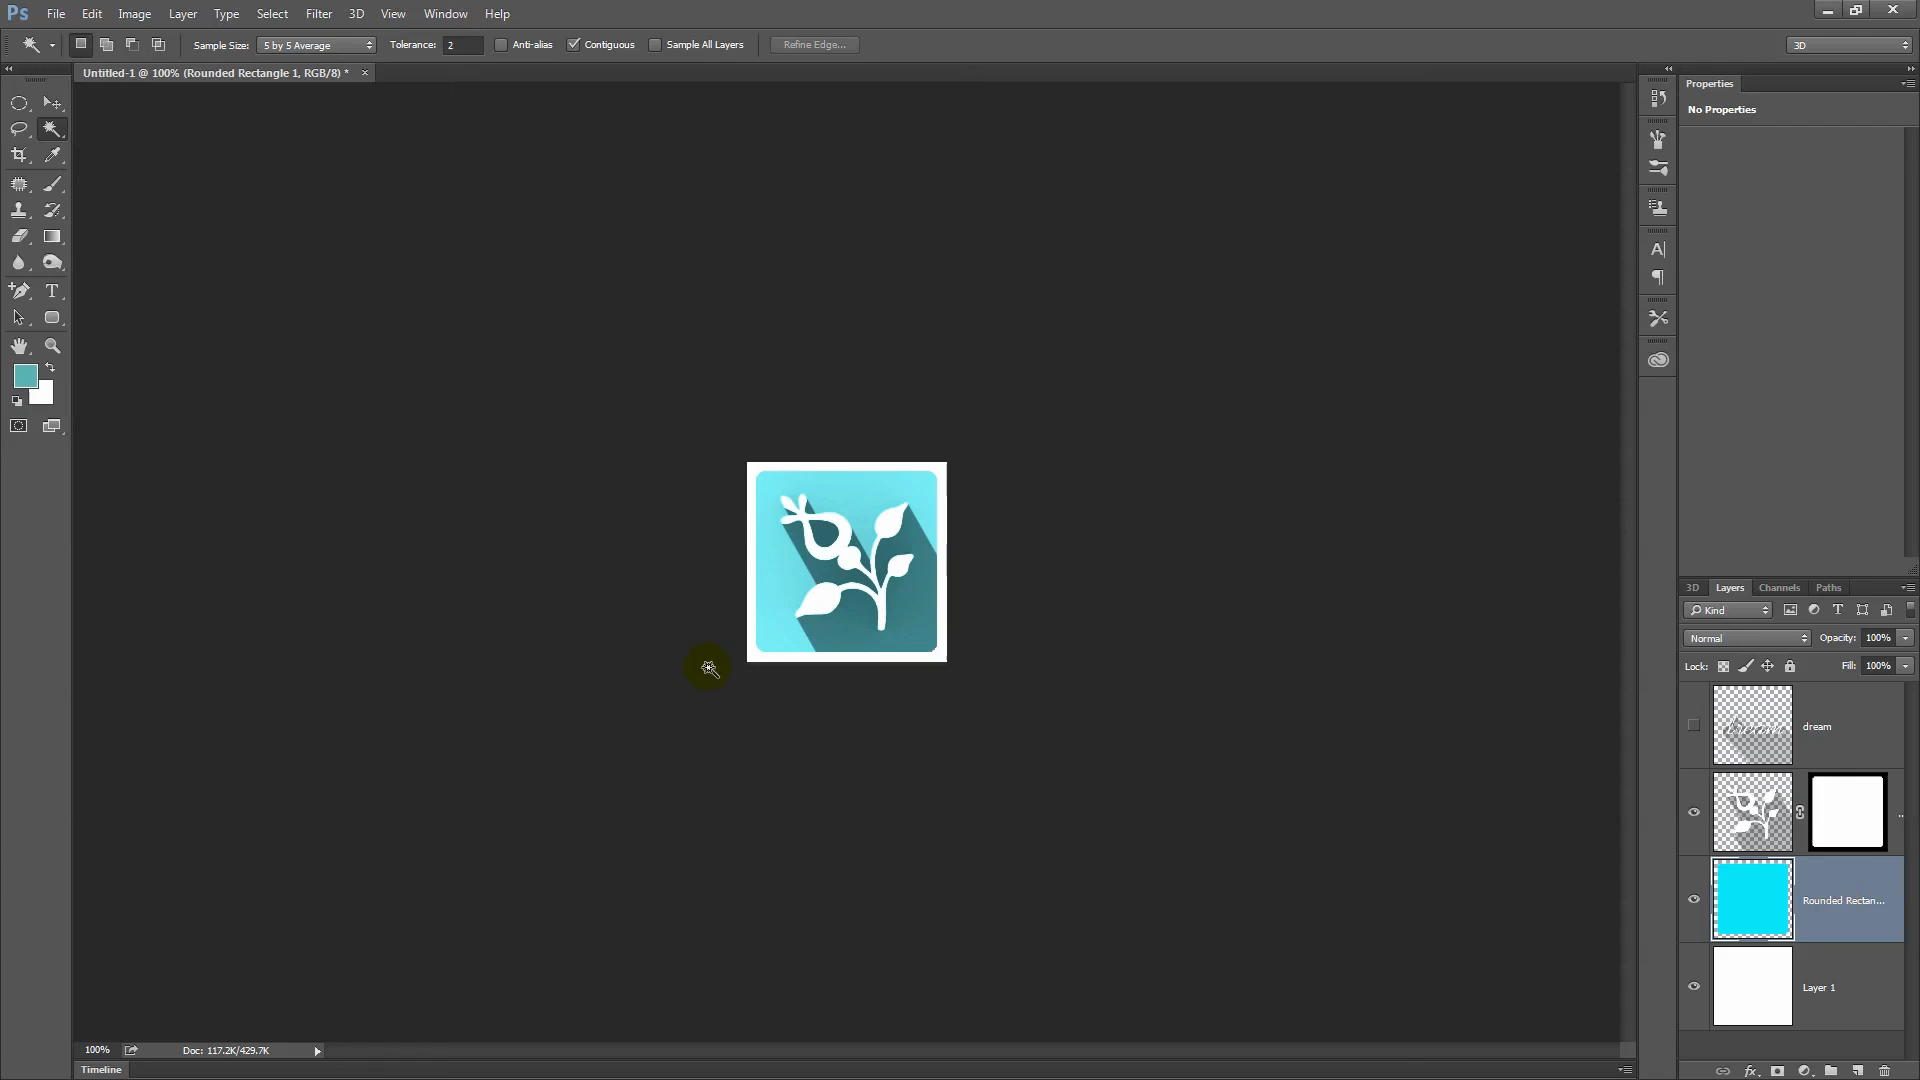 Ps File Edit Image Layer Type Select Filter 3D View Window Help
Sample Size: 5 by 5 Average Tolerance: 2 Anti-alias Contiguous Sample All Layers Refine Edge... 3D
Untitled-1 @ 100% (Rounded Rectangle 1, RGB/8) *
Properties
No Properties
3D Layers Channels Paths
Kind
Normal Opacity: 100%
Lock: Fill: 100%
dream
Rounded Rectan...
Layer 1
100% Doc: 117.2K/429.7K
Timeline